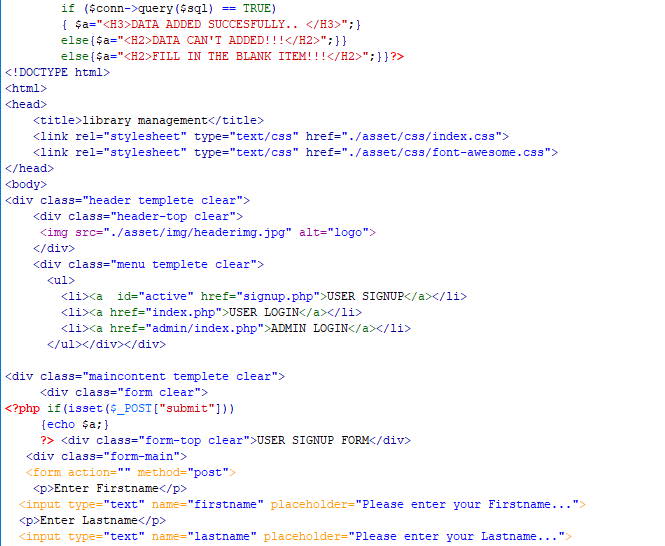 if ($conn->query($sql) == TRUE)
{ $a="<H3>DATA ADDED SUCCESFULLY.. </H3>";}
else{$a="<H2>DATA CAN'T ADDED!!!</H2>";}}
else{$a="<H2>FILL IN THE BLANK ITEM!!!</H2>";}}?>
<!DOCTYPE html>
<html>
<head>
<title>library management</title>
<link rel="stylesheet" type="text/css" href="./asset/css/index.css">
<link rel="stylesheet" type="text/css" href="./asset/css/font-awesome.css">
</head>
<body>
<div class="header templete clear">
<div class="header-top clear">
<img src="./asset/img/headerimg.jpg" alt="logo">
</div>
<div class="menu templete clear">
<ul>
<li><a  id="active" href="signup.php">USER SIGNUP</a></li>
<li><a href="index.php">USER LOGIN</a></li>
<li><a href="admin/index.php">ADMIN LOGIN</a></li>
</ul></div></div>
<div class="maincontent templete clear">
<div class="form clear">
<?php if(isset($_POST["submit"]))
{echo $a;}
?> <div class="form-top clear">USER SIGNUP FORM</div>
<div class="form-main">
<form action="" method="post">
<p>Enter Firstname</p>
<input type="text" name="firstname" placeholder="Please enter your Firstname...">
<p>Enter Lastname</p>
<input type="text" name="lastname" placeholder="Please enter your Lastname...">